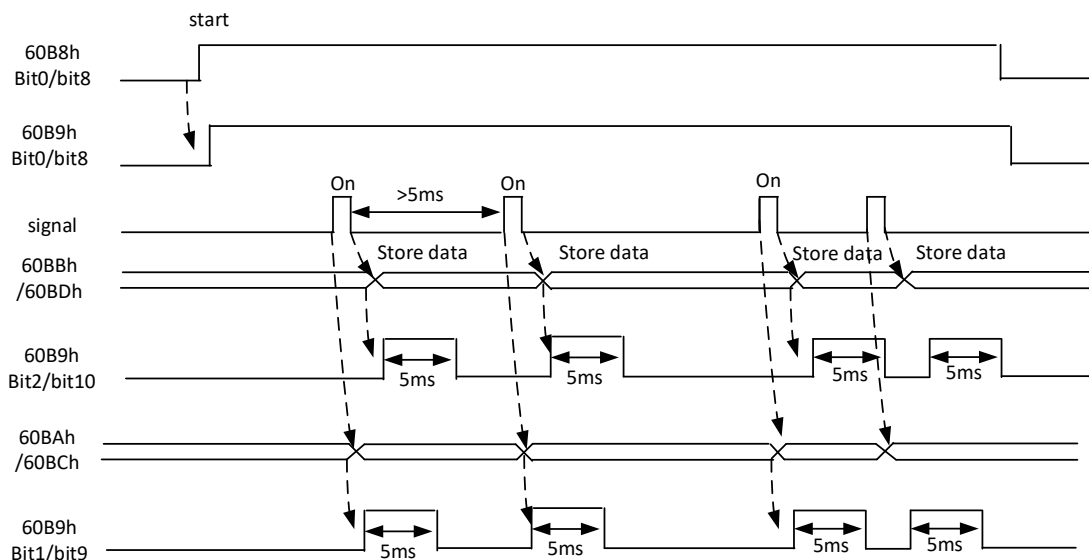 start
60B8h
Bit0/bit8
60B9h
Bit0/bit8
On
>5ms
On
On
signal
Store data
Store data
Store data
Store data
60BBh
/60BDh
60B9h
Bit2/bit10
5ms
5ms
5ms
5ms
60BAh
/60BCh
60B9h
Bit1/bit9
5ms
5ms
5ms
5ms